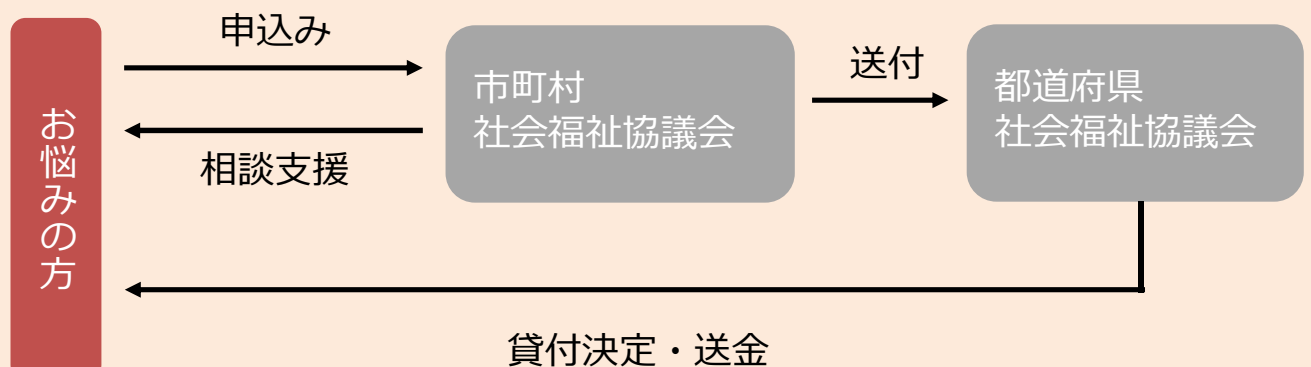 お悩みの方
申込み
相談支援
市町村
社会福祉協議会
送付
都道府県
社会福祉協議会
貸付決定・送金